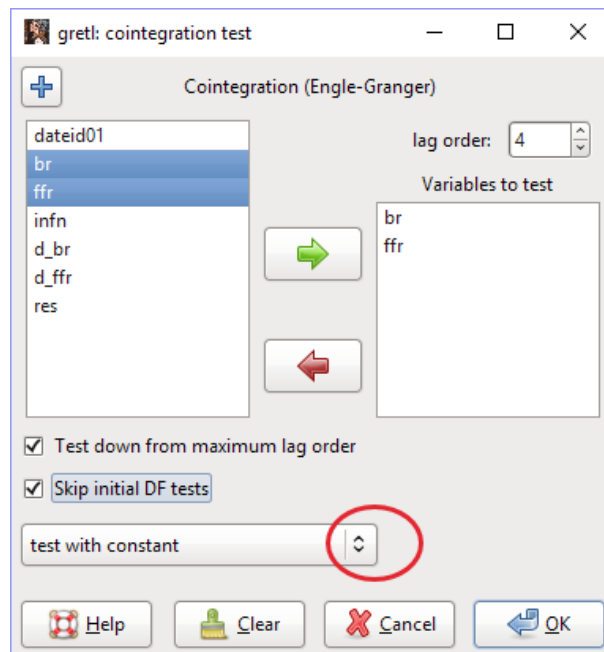 gretl: cointegration test
Cointegration (Engle-Granger)
dateid01
br
ffr
infn
d_br
d_ffr
res
lag order: 4
Variables to test
br
ffr
Test down from maximum lag order
Skip initial DF tests
test with constant
Help Clear Cancel OK